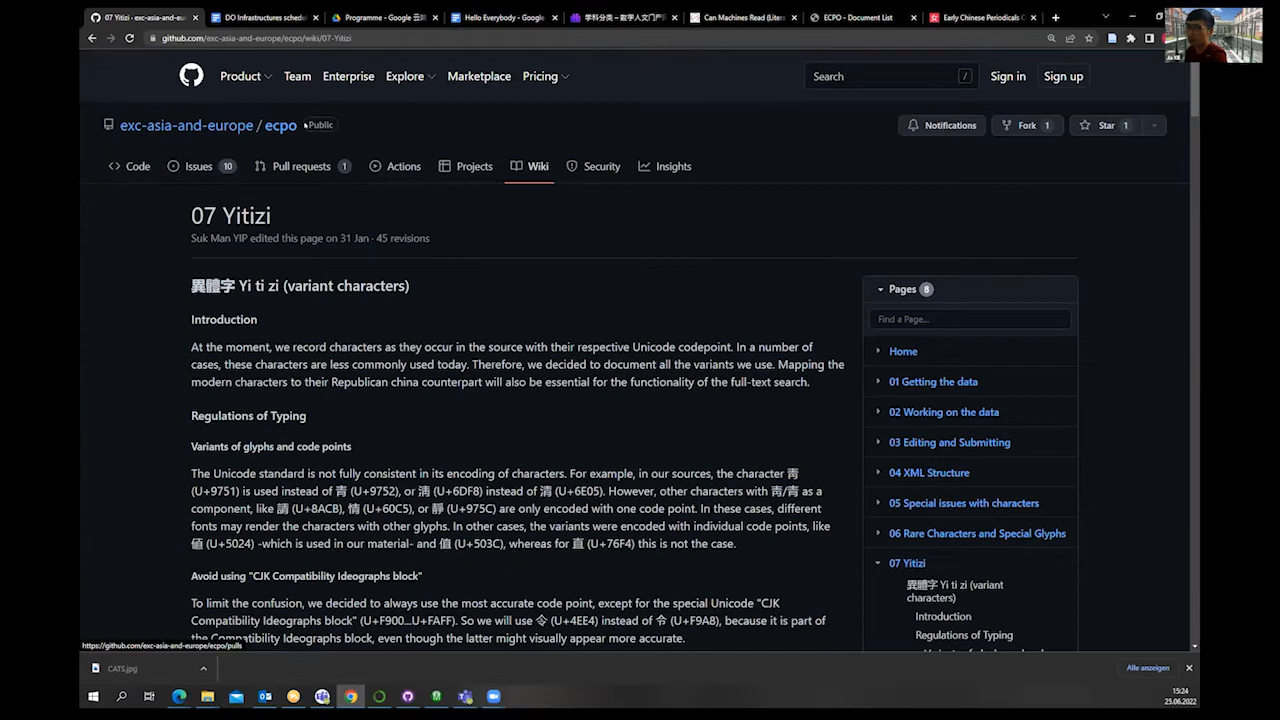 07 Yitizi · exc-asia-and-eu
DO Infrastructures schedu
Programme - Google 云端
Hello Everybody - Google
学科分类 – 数字人文门户
Can Machines Read (Liter
ECPO - Document List
Early Chinese Periodicals C
github.com/exc-asia-and-europe/ecpo/wiki/07-Yitizi
Product Team Enterprise Explore Marketplace Pricing
Search /
Sign in Sign up
exc-asia-and-europe / ecpo Public
Notifications Fork 1 Star 1
Code Issues 10 Pull requests 1 Actions Projects Wiki Security Insights
07 Yitizi
Suk Man YIP edited this page on 31 Jan · 45 revisions
異體字 Yi ti zi (variant characters)
Introduction
At the moment, we record characters as they occur in the source with their respective Unicode codepoint. In a number of
cases, these characters are less commonly used today. Therefore, we decided to document all the variants we use. Mapping the
modern characters to their Republican china counterpart will also be essential for the functionality of the full-text search.
Regulations of Typing
Variants of glyphs and code points
The Unicode standard is not fully consistent in its encoding of characters. For example, in our sources, the character 靑
(U+9751) is used instead of 青 (U+9752), or 淸 (U+6DF8) instead of 清 (U+6E05). However, other characters with 靑/青 as a
component, like 請 (U+8ACB), 情 (U+60C5), or 靜 (U+975C) are only encoded with one code point. In these cases, different
fonts may render the characters with other glyphs. In other cases, the variants were encoded with individual code points, like
値 (U+5024) -which is used in our material- and 值 (U+503C), whereas for 直 (U+76F4) this is not the case.
Avoid using "CJK Compatibility Ideographs block"
To limit the confusion, we decided to always use the most accurate code point, except for the special Unicode "CJK
Compatibility Ideographs block" (U+F900...U+FAFF). So we will use 令 (U+4EE4) instead of 令 (U+F9A8), because it is part of
the Compatibility Ideographs block, even though the latter might visually appear more accurate.
Pages 8
Find a Page...
Home
01 Getting the data
02 Working on the data
03 Editing and Submitting
04 XML Structure
05 Special issues with characters
06 Rare Characters and Special Glyphs
07 Yitizi
異體字 Yi ti zi (variant
characters)
Introduction
Regulations of Typing
https://github.com/exc-asia-and-europe/ecpo/pulls
CATS.jpg
Alle anzeigen
15:24
25.06.2022